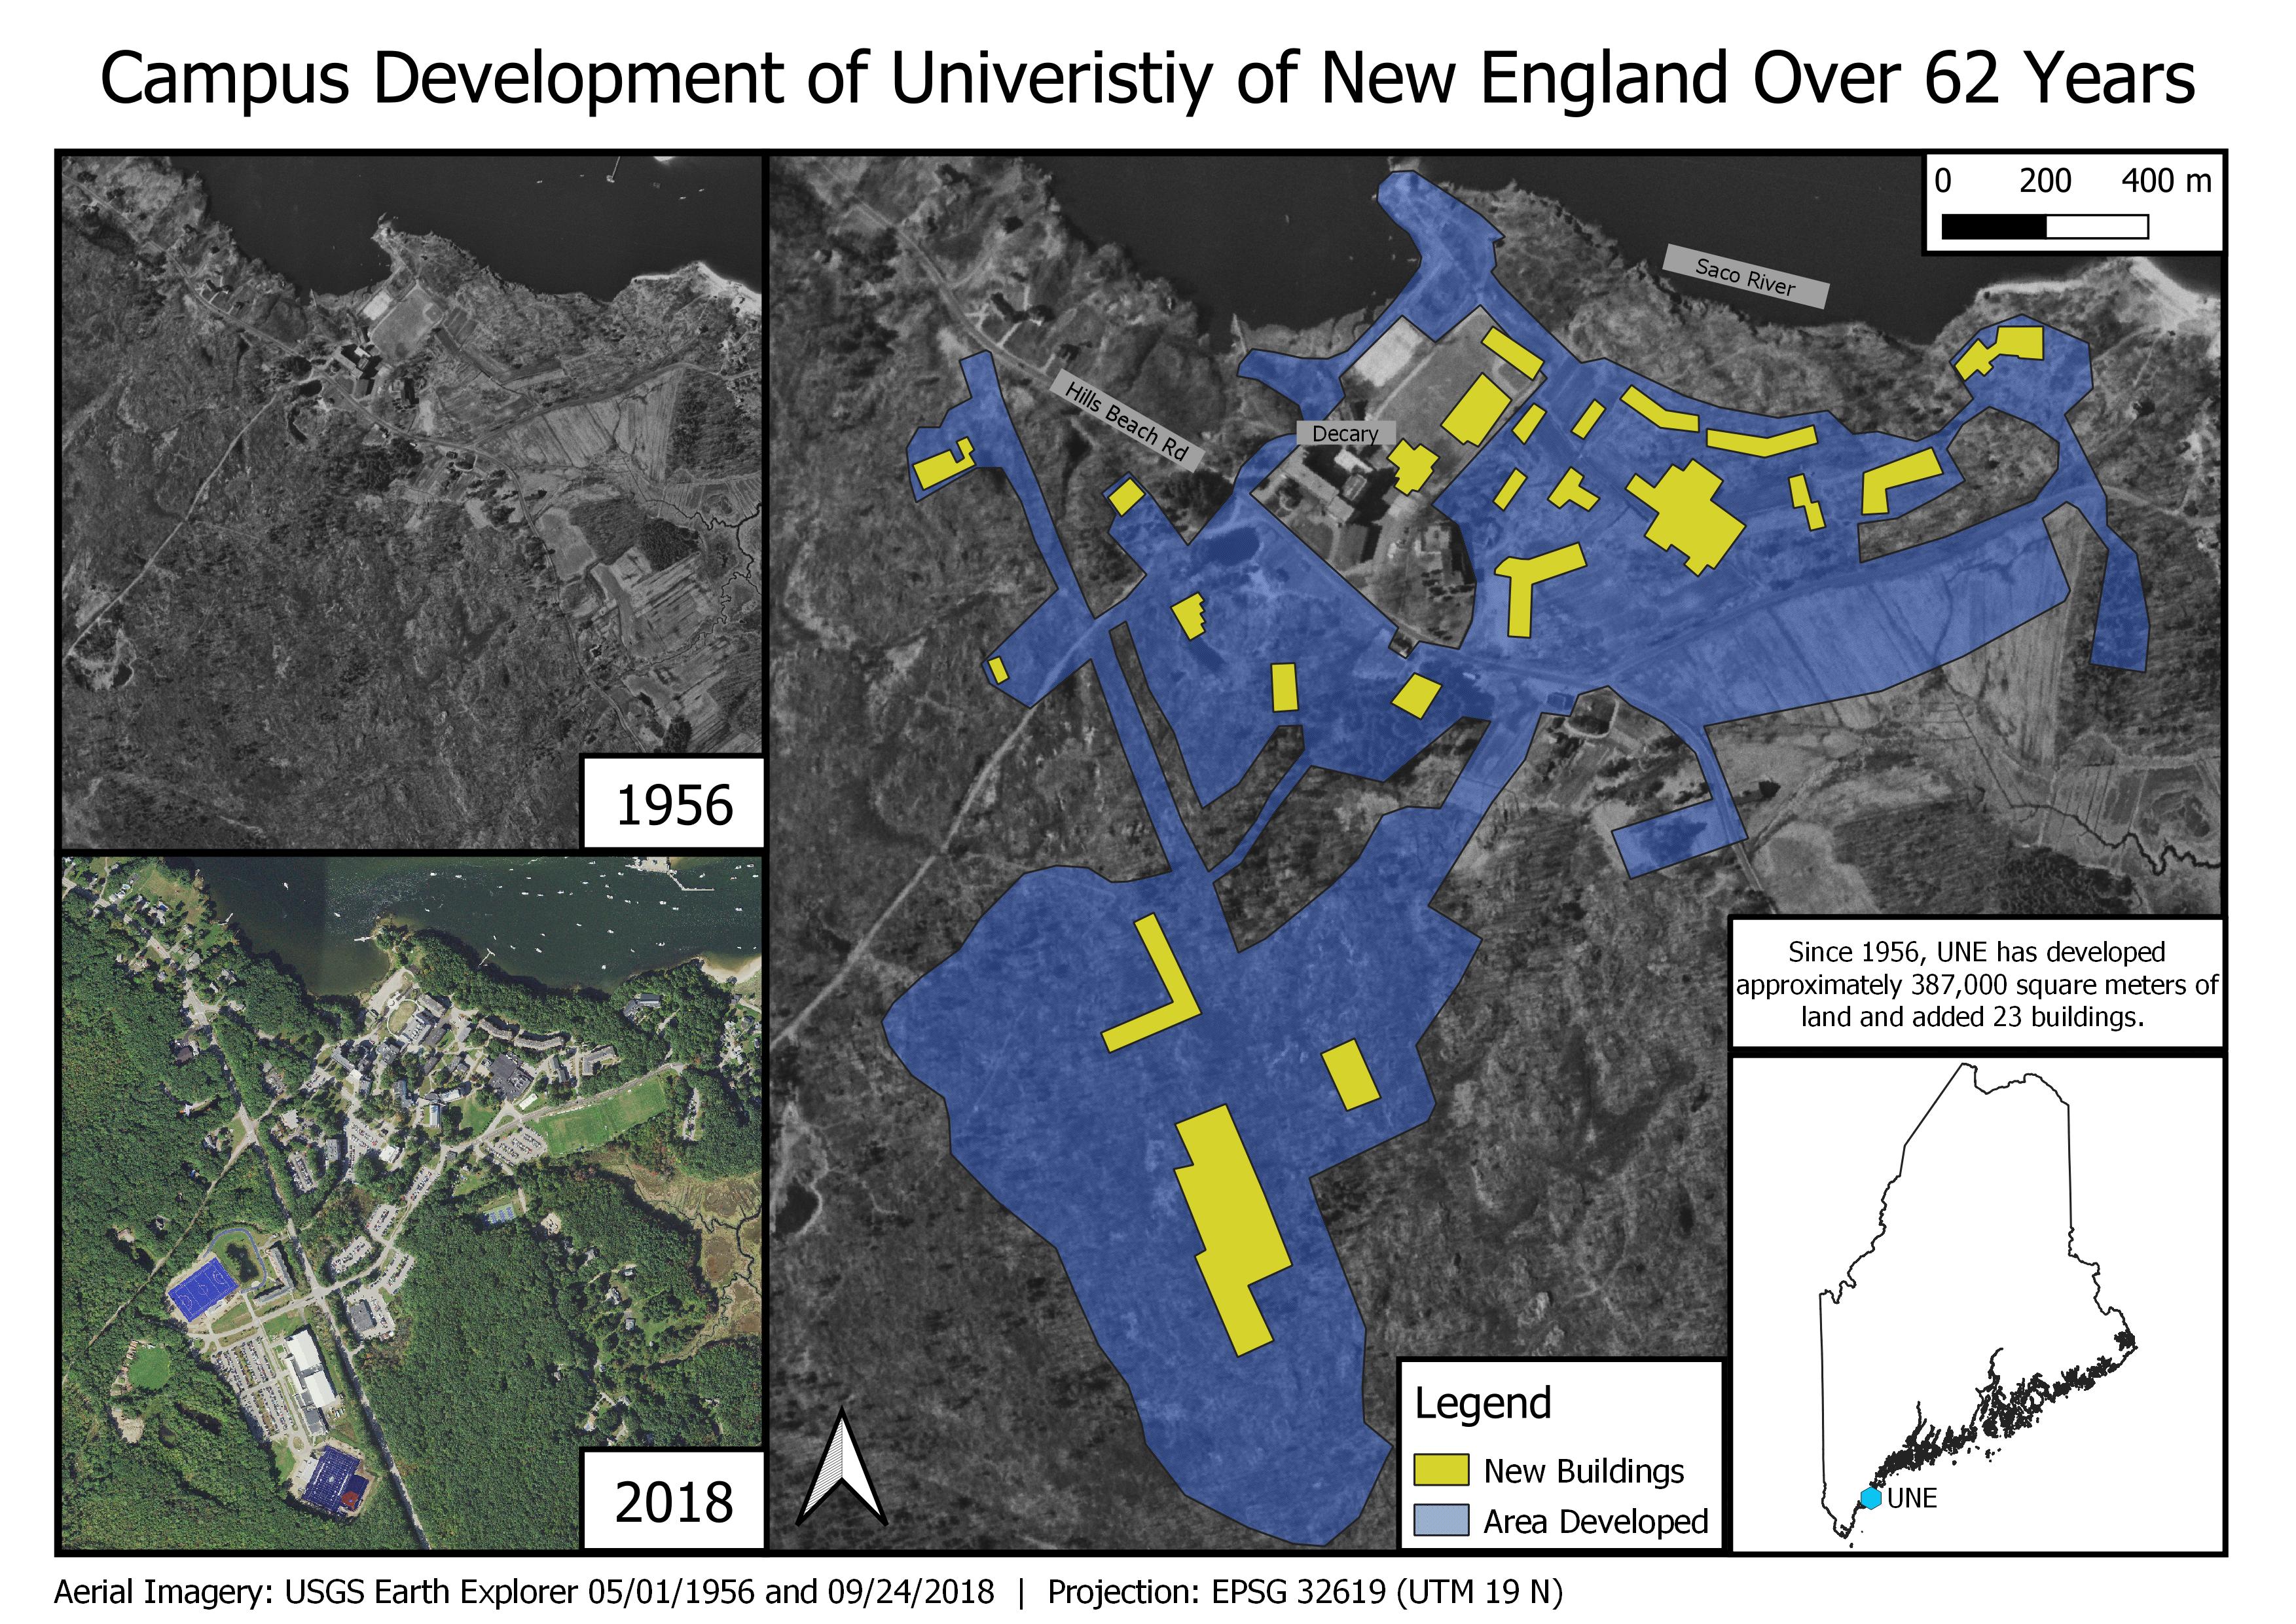 Campus Development of Univeristiy of New England Over 62 Years
0 200 400 m
Saco River
Hills Beach Rd
Decary
1956
2018
Since 1956, UNE has developed
approximately 387,000 square meters of
land and added 23 buildings.
Legend
New Buildings
Area Developed
UNE
Aerial Imagery: USGS Earth Explorer 05/01/1956 and 09/24/2018 | Projection: EPSG 32619 (UTM 19 N)